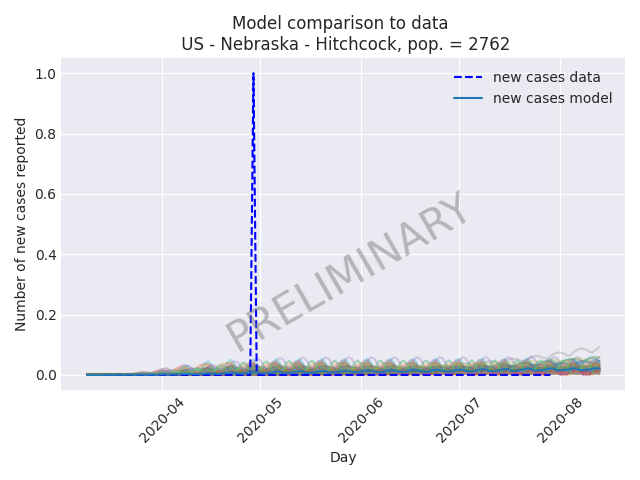 Model comparison to data
US - Nebraska - Hitchcock, pop. = 2762
new cases data
new cases model
Number of new cases reported
1.0
0.8
0.6
0.4
0.2
0.0
PRELIMINARY
2020-04
2020-05
2020-06
2020-07
2020-08
Day